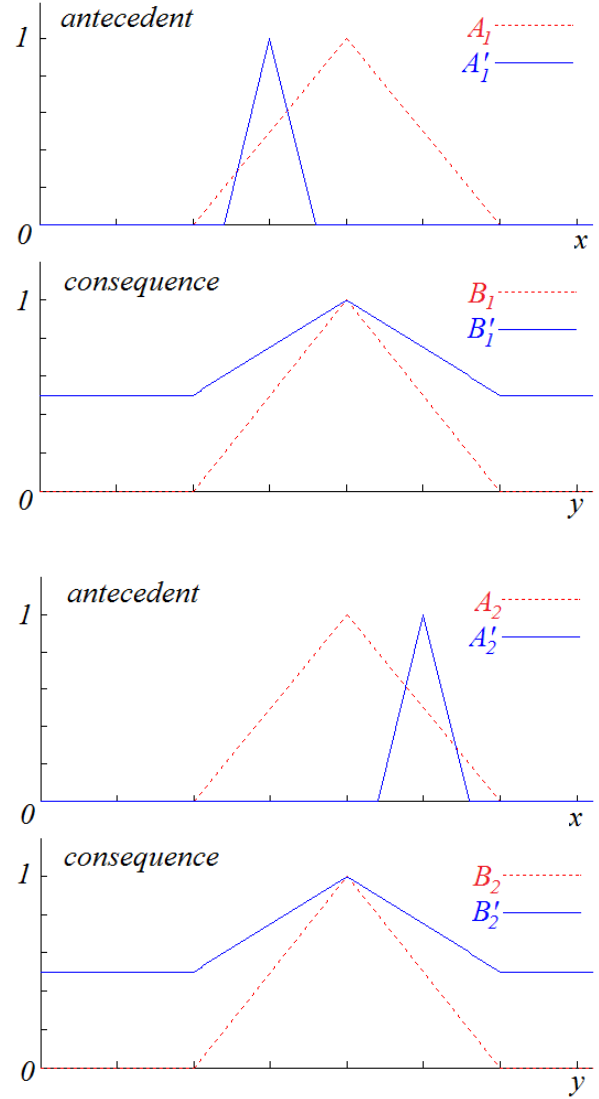 antecedent
A₁
A′₁
1
0
x
consequence
B₁
B′₁
1
0
y
antecedent
A₂
A′₂
1
0
x
consequence
B₂
B′₂
1
0
y